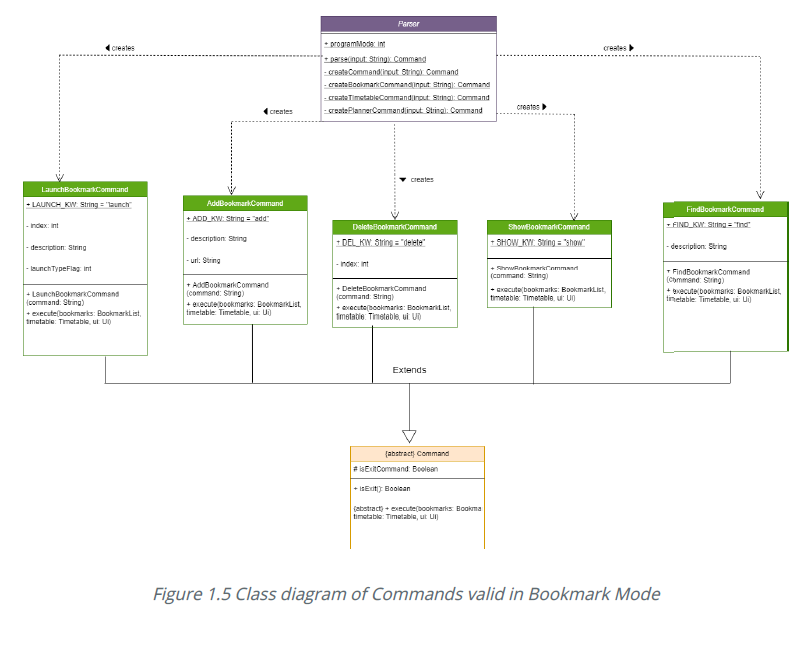 Parser
+ programMode: int
+ parse(input: String): Command
- createCommand(input: String): Command
- createBookmarkCommand(input: String): Command
- createTimetableCommand(input: String): Command
- createPlannerCommand(input: String): Command
creates
creates
creates
creates
creates
LaunchBookmarkCommand
+ LAUNCH_KW: String = "launch"
- index: int
- description: String
- launchTypeFlag: int
+ LaunchBookmarkCommand
(command: String)
+ execute(bookmarks: BookmarkList,
timetable: Timetable, ui: Ui)
AddBookmarkCommand
+ ADD_KW: String = "add"
- description: String
- url: String
+ AddBookmarkCommand
(command: String)
+ execute(bookmarks: BookmarkList,
timetable: Timetable, ui: Ui)
DeleteBookmarkCommand
+ DEL_KW: String = "delete"
- index: int
+ DeleteBookmarkCommand
(command: String)
+ execute(bookmarks: BookmarkList,
timetable: Timetable, ui: Ui)
ShowBookmarkCommand
+ SHOW_KW: String = "show"
+ ShowBookmarkCommand
(command: String)
+ execute(bookmarks: BookmarkList,
timetable: Timetable, ui: Ui)
FindBookmarkCommand
+ FIND_KW: String = "find"
- description: String
+ FindBookmarkCommand
(command: String)
+ execute(bookmarks: BookmarkList,
timetable: Timetable, ui: Ui)
Extends
{abstract} Command
# isExitCommand: Boolean
+ isExit(): Boolean
{abstract} + execute(bookmarks: Bookma
timetable: Timetable, ui: Ui)
Figure 1.5 Class diagram of Commands valid in Bookmark Mode